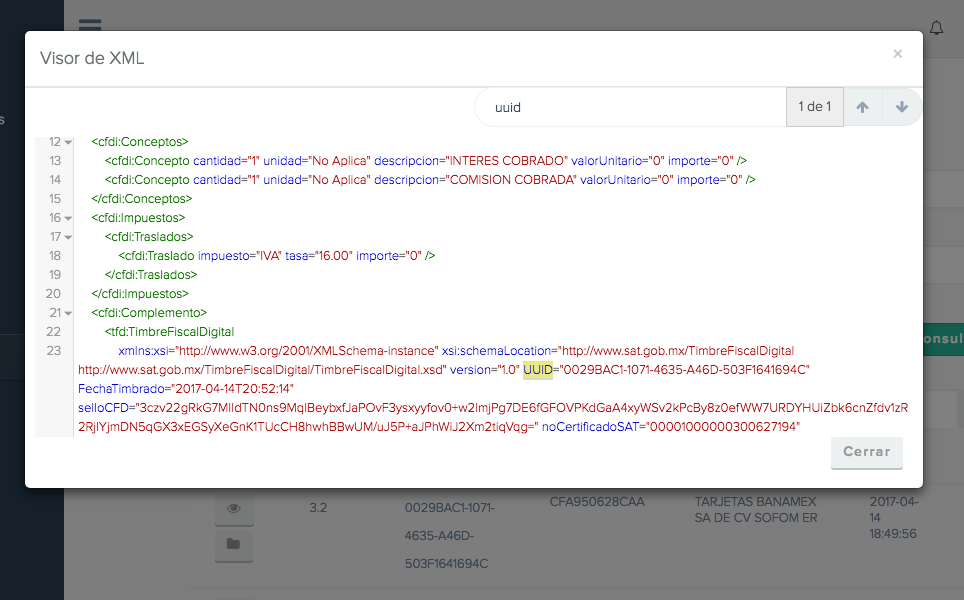 s
Visor de XML
×
uuid
1 de 1
12 <cfdi:Conceptos>
13 <cfdi:Concepto cantidad="1" unidad="No Aplica" descripcion="INTERES COBRADO" valorUnitario="0" importe="0" />
14 <cfdi:Concepto cantidad="1" unidad="No Aplica" descripcion="COMISION COBRADA" valorUnitario="0" importe="0" />
15 </cfdi:Conceptos>
16 <cfdi:Impuestos>
17 <cfdi:Traslados>
18 <cfdi:Traslado impuesto="IVA" tasa="16.00" importe="0" />
19 </cfdi:Traslados>
20 </cfdi:Impuestos>
21 <cfdi:Complemento>
22 <tfd:TimbreFiscalDigital
23 xmlns:xsi="http://www.w3.org/2001/XMLSchema-instance" xsi:schemaLocation="http://www.sat.gob.mx/TimbreFiscalDigital
http://www.sat.gob.mx/TimbreFiscalDigital/TimbreFiscalDigital.xsd" version="1.0" UUID="0029BAC1-1071-4635-A46D-503F1641694C"
FechaTimbrado="2017-04-14T20:52:14"
selloCFD="3czv22gRkG7MlIdTN0ns9MqIBeybxfJaPOvF3ysxyyfov0+w2lmjPg7DE6fGFOVPKdGaA4xyWSv2kPcBy8z0efWW7URDYHUiZbk6cnZfdv1zR
2RjlYjmDN5qGX3xEGSyXeGnK1TUcCH8hwhBBwUM/uJ5P+aJPhWiJ2Xm2tiqVqg=" noCertificadoSAT="00001000000300627194"
onsul
Cerrar
3.2
0029BAC1-1071-
4635-A46D-
503F1641694C
CFA950628CAA
TARJETAS BANAMEX
SA DE CV SOFOM ER
2017-04-
14
18:49:56